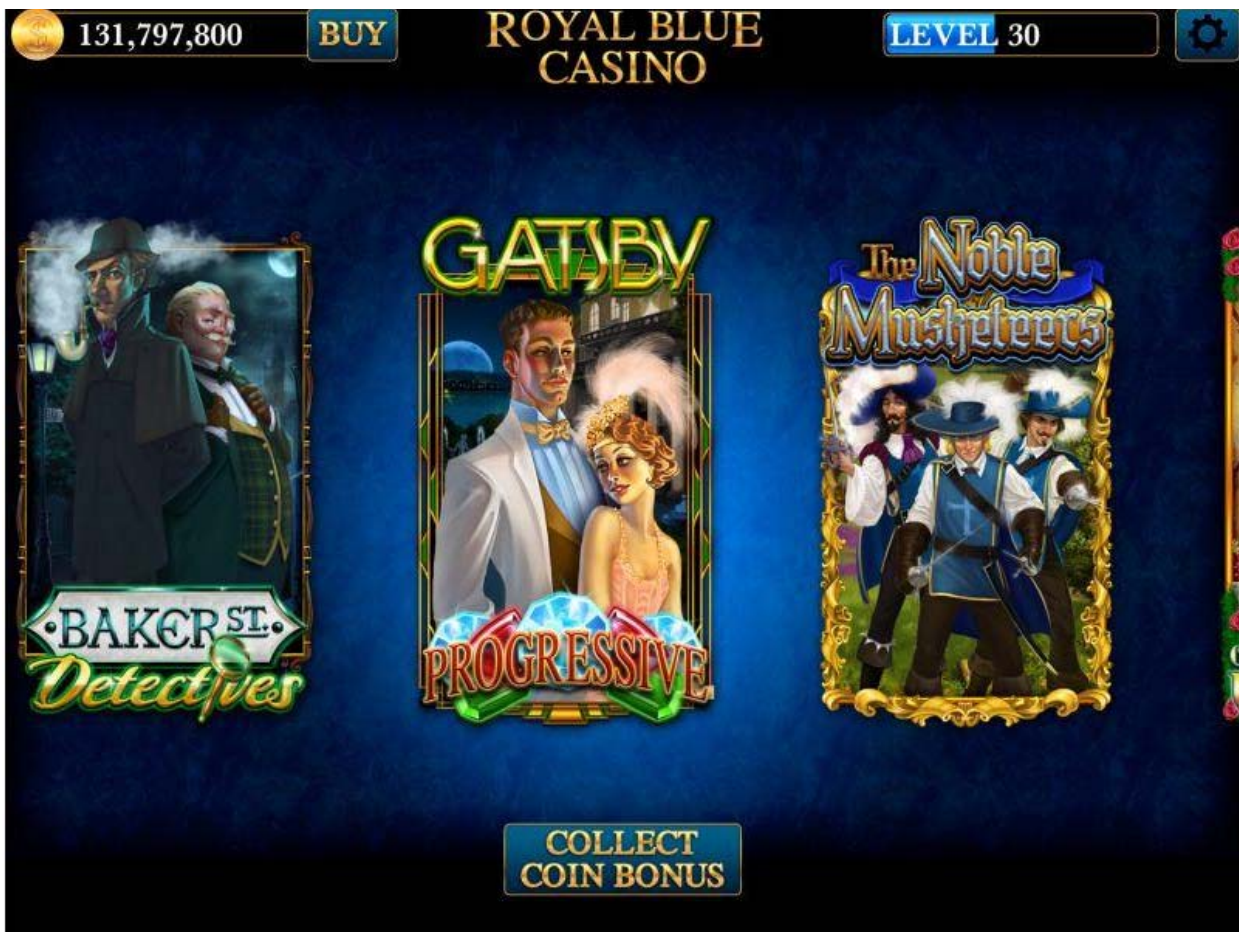 131,797,800
BUY
ROYAL BLUE
CASINO
LEVEL 30
BAKER ST.
Detectives
GATSBY
PROGRESSIVE
The Noble
Musketeers
COLLECT
COIN BONUS